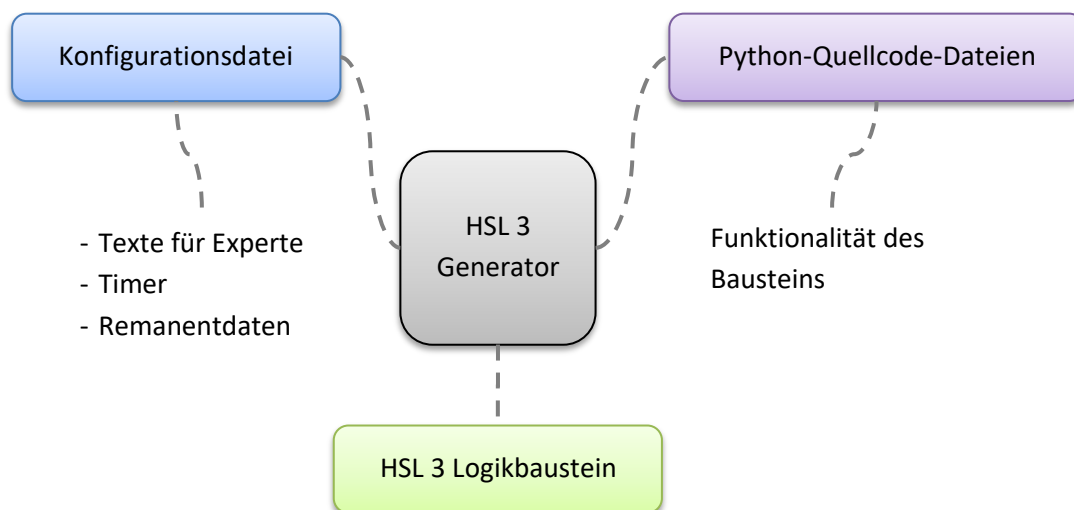 Konfigurationsdatei
Python-Quellcode-Dateien
HSL 3
Generator
- Texte für Experte
- Timer
- Remanentdaten
Funktionalität des
Bausteins
HSL 3 Logikbaustein